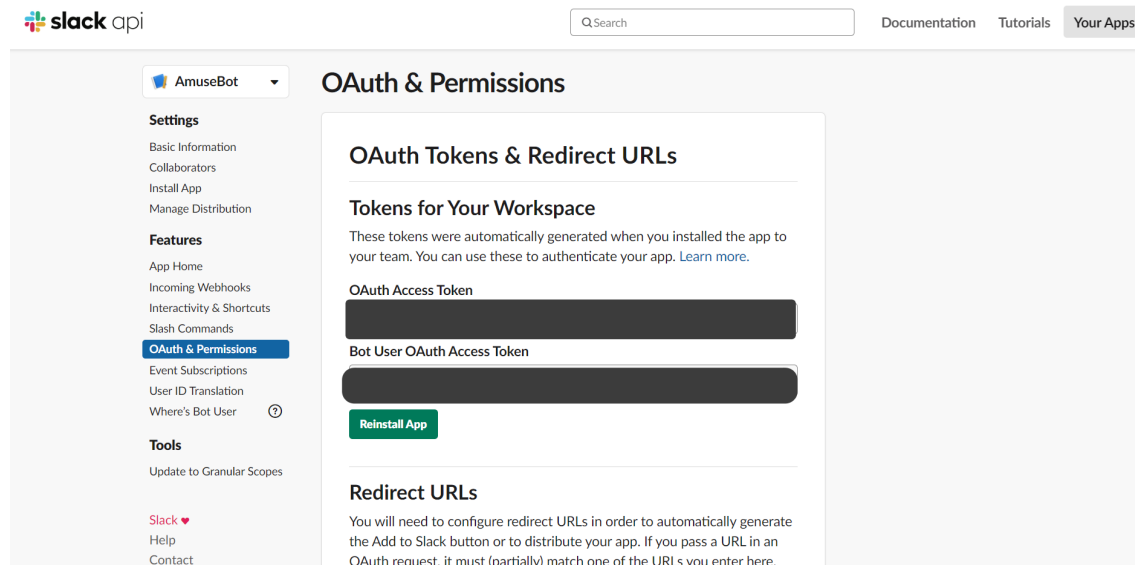 slack api
Search
Documentation
Tutorials
Your Apps
AmuseBot
Settings
Basic Information
Collaborators
Install App
Manage Distribution
Features
App Home
Incoming Webhooks
Interactivity & Shortcuts
Slash Commands
OAuth & Permissions
Event Subscriptions
User ID Translation
Where's Bot User ?
Tools
Update to Granular Scopes
Slack
Help
Contact
OAuth & Permissions
OAuth Tokens & Redirect URLs
Tokens for Your Workspace
These tokens were automatically generated when you installed the app to
your team. You can use these to authenticate your app. Learn more.
OAuth Access Token
Bot User OAuth Access Token
Reinstall App
Redirect URLs
You will need to configure redirect URLs in order to automatically generate
the Add to Slack button or to distribute your app. If you pass a URL in an
OAuth request, it must (partially) match one of the URLs you enter here.